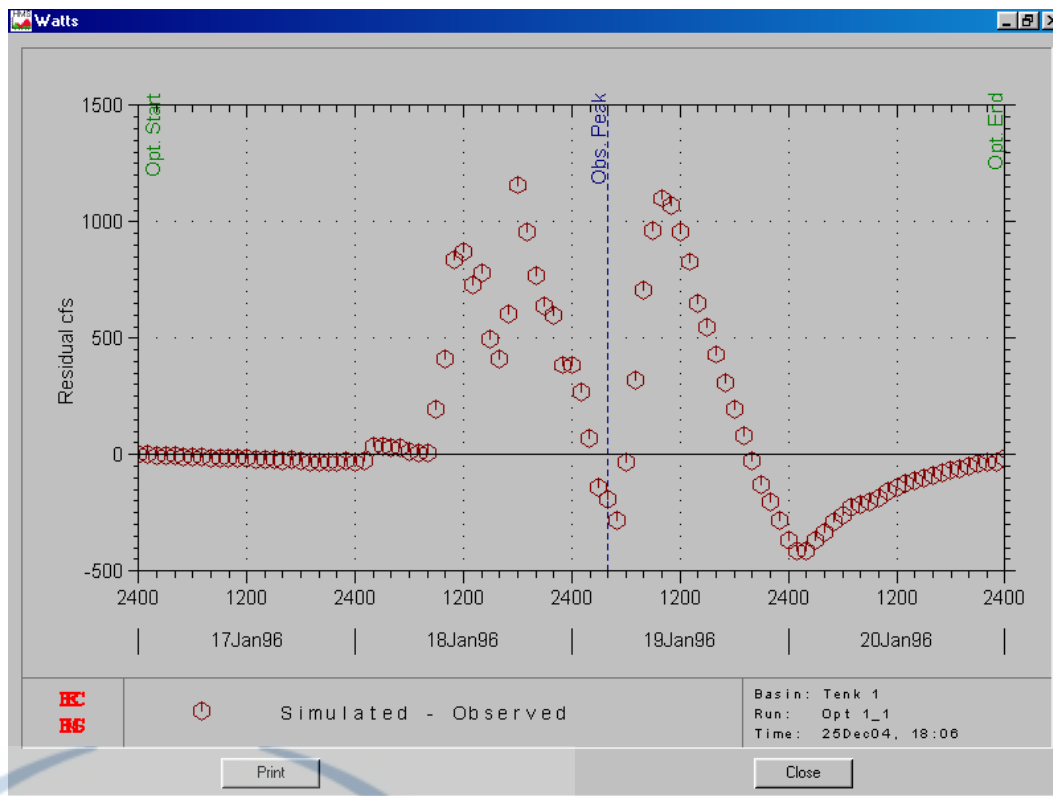 Watts
Opt. Start
Obs. Peak
Opt. End
1500
1000
500
0
-500
Residual cfs
2400 1200 2400 1200 2400 1200 2400 1200 2400
17Jan96 18Jan96 19Jan96 20Jan96
HEC
HMS
Simulated - Observed
Basin: Tenk 1
Run: Opt 1_1
Time: 25Dec04, 18:06
Print Close